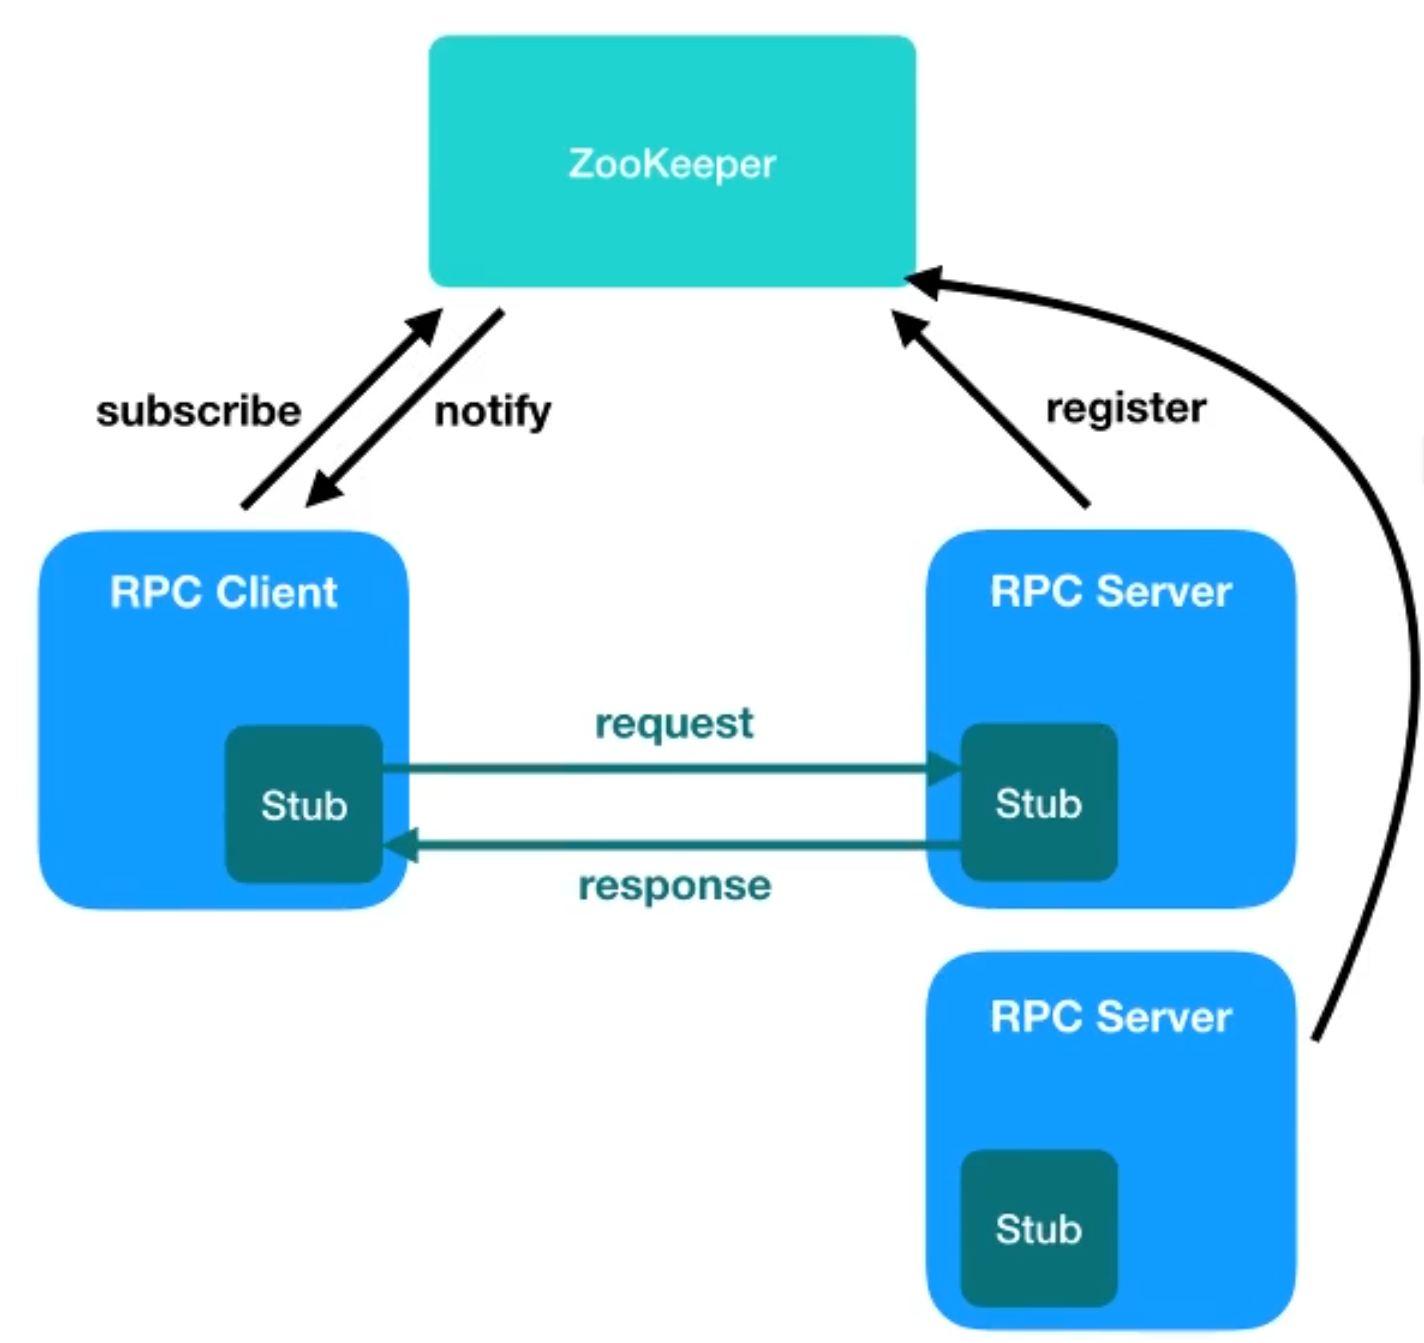 ZooKeeper
subscribe
notify
register
RPC Client
RPC Server
request
Stub
Stub
response
RPC Server
Stub